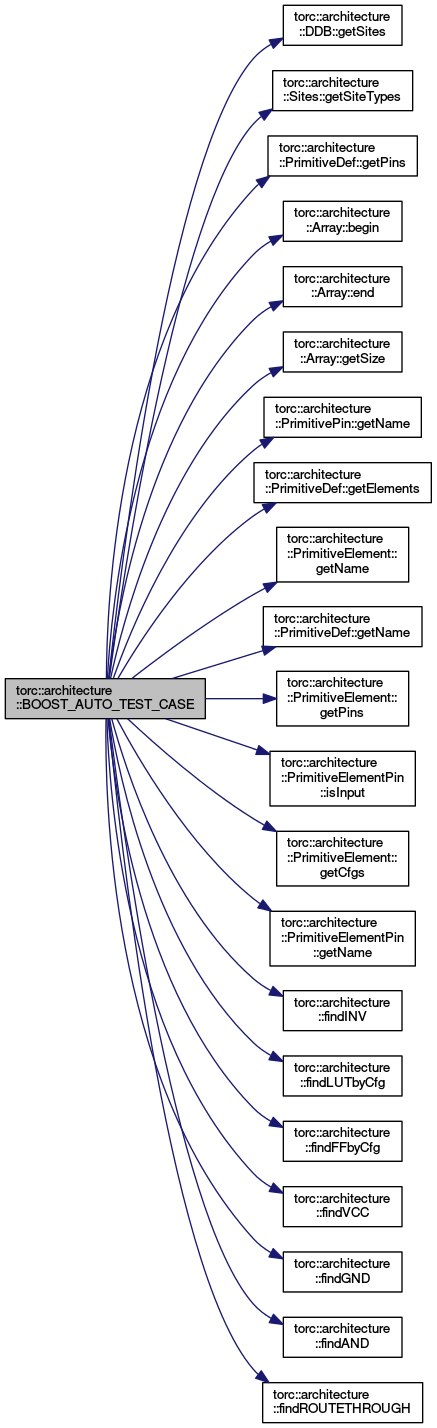 torc::architecture
::DDB::getSites
torc::architecture
::Sites::getSiteTypes
torc::architecture
::PrimitiveDef::getPins
torc::architecture
::Array::begin
torc::architecture
::Array::end
torc::architecture
::Array::getSize
torc::architecture
::PrimitivePin::getName
torc::architecture
::PrimitiveDef::getElements
torc::architecture
::PrimitiveElement::
getName
torc::architecture
::PrimitiveDef::getName
torc::architecture
::BOOST_AUTO_TEST_CASE
torc::architecture
::PrimitiveElement::
getPins
torc::architecture
::PrimitiveElementPin
::isInput
torc::architecture
::PrimitiveElement::
getCfgs
torc::architecture
::PrimitiveElementPin
::getName
torc::architecture
::findINV
torc::architecture
::findLUTbyCfg
torc::architecture
::findFFbyCfg
torc::architecture
::findVCC
torc::architecture
::findGND
torc::architecture
::findAND
torc::architecture
::findROUTETHROUGH